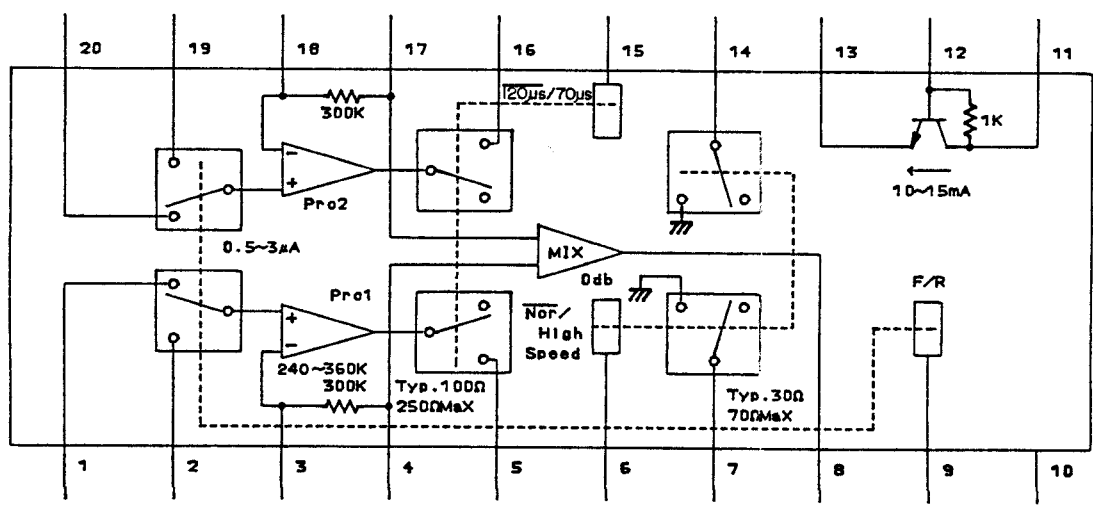 20 19 18 17 16 15 14 13 12 11
120µs/70µs
300K
1K
10~15mA
−
+
Pro2
0.5~3µA
MIX
0db
Pro1
+
−
Nor/
High
Speed
F/R
240~360K
300K
Typ.100Ω
250ΩMaX
Typ.30Ω
70ΩMaX
1 2 3 4 5 6 7 8 9 10